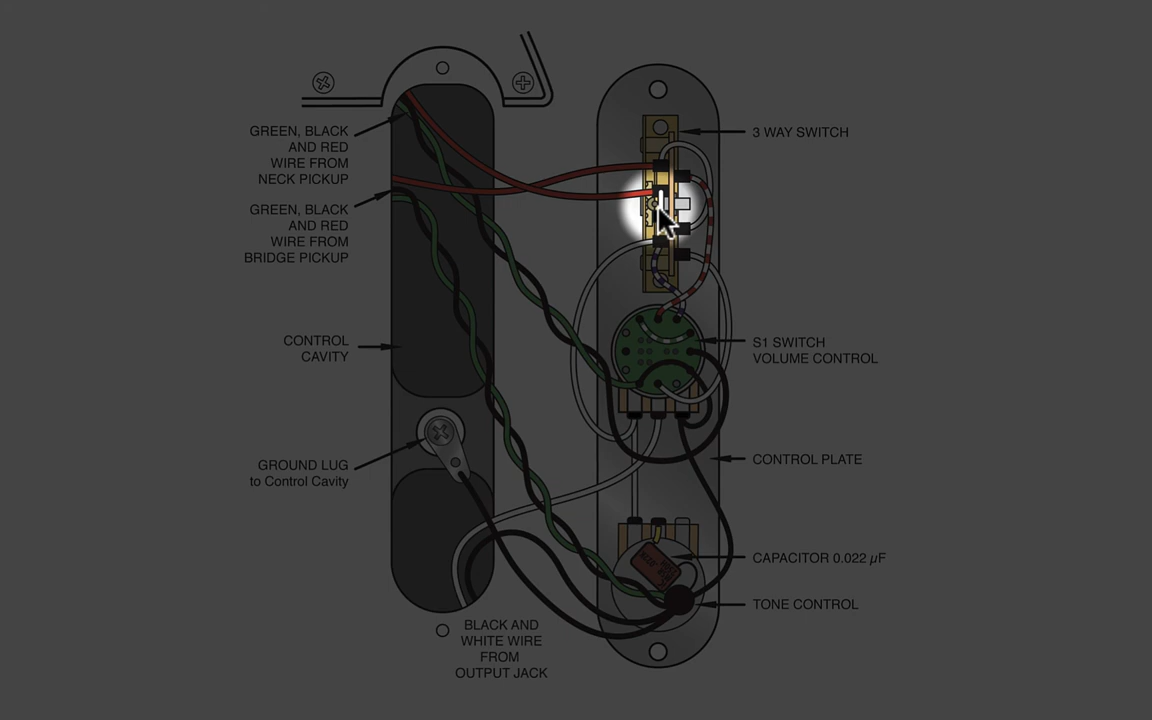 GREEN, BLACK
AND RED
WIRE FROM
NECK PICKUP
GREEN, BLACK
AND RED
WIRE FROM
BRIDGE PICKUP
CONTROL
CAVITY
GROUND LUG
to Control Cavity
BLACK AND
WHITE WIRE
FROM
OUTPUT JACK
3 WAY SWITCH
S1 SWITCH
VOLUME CONTROL
CONTROL PLATE
CAPACITOR 0.022 µF
TONE CONTROL